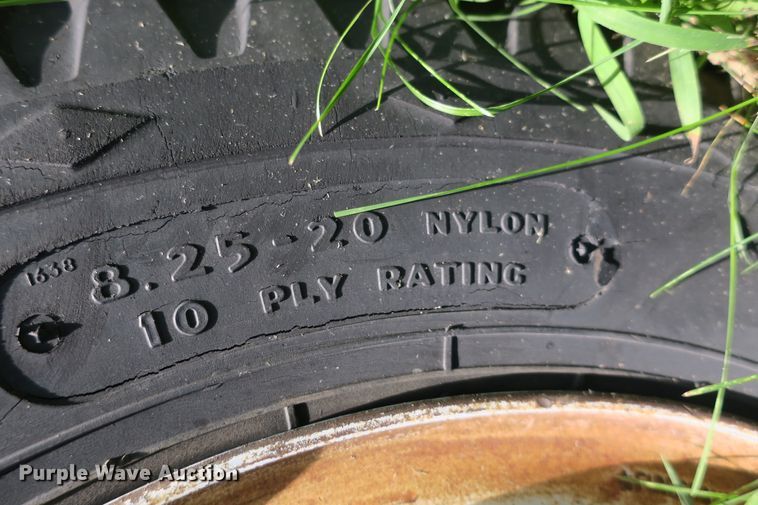 1638
8.25-20 NYLON
10 PLY RATING
Purple Wave Auction